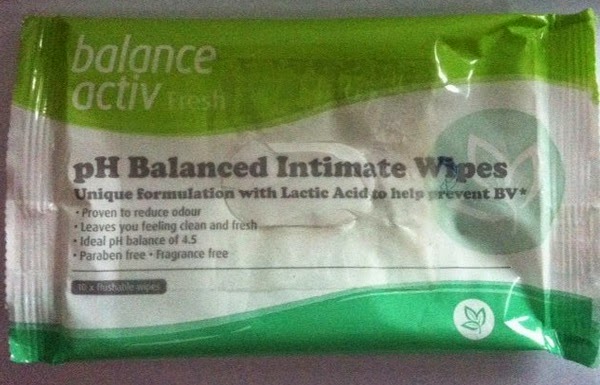 balance
activ Fresh
pH Balanced Intimate Wipes
Unique formulation with Lactic Acid to help prevent BV*
• Proven to reduce odour
• Leaves you feeling clean and fresh
• Ideal pH balance of 4.5
• Paraben free • Fragrance free
10 x flushable wipes